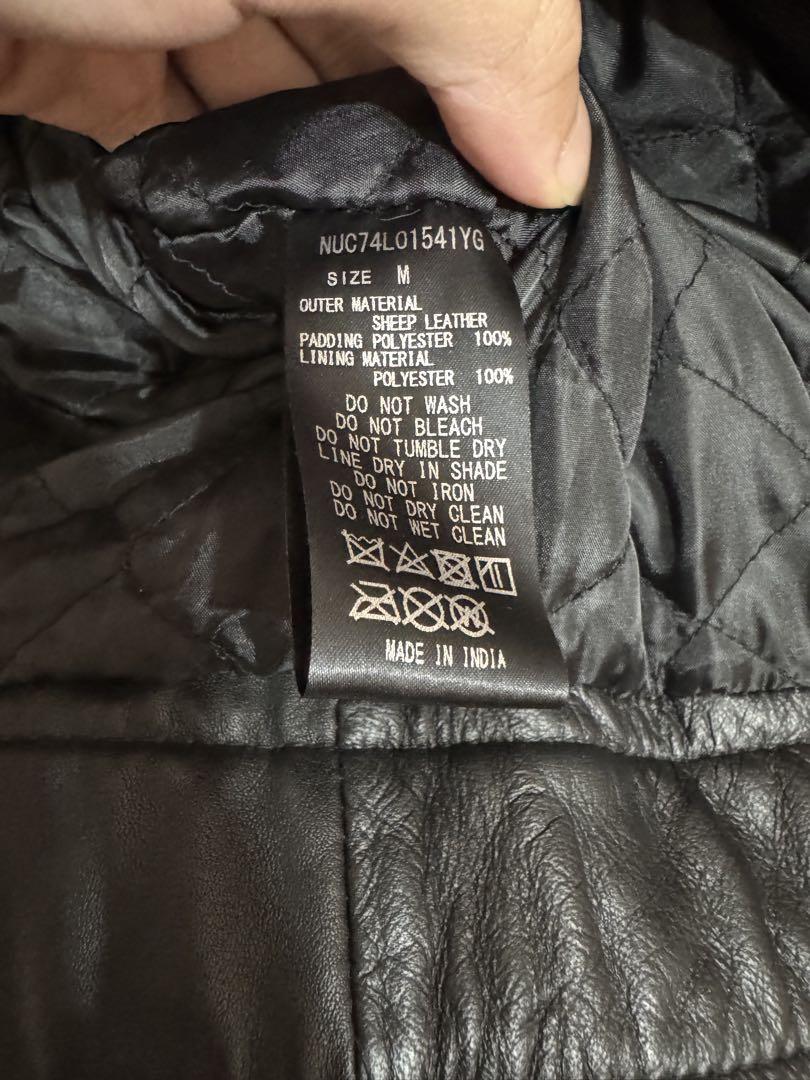 NUC74L01541YG
SIZE M
OUTER MATERIAL
SHEEP LEATHER
PADDING POLYESTER 100%
LINING MATERIAL
POLYESTER 100%
DO NOT WASH
DO NOT BLEACH
DO NOT TUMBLE DRY
LINE DRY IN SHADE
DO NOT IRON
DO NOT DRY CLEAN
DO NOT WET CLEAN
W
MADE IN INDIA